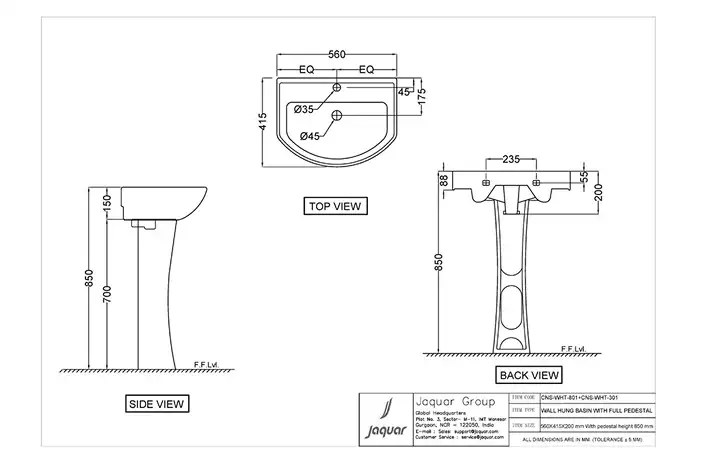 560
EQ EQ
45
175
Ø35
415
Ø45
TOP VIEW
235
88
55
200
850
F.F.Lvl.
BACK VIEW
150
850
700
F.F.Lvl.
SIDE VIEW
Jaquar
Jaquar Group
Global Headquarters
Plot No. 3, Sector- M-11, IMT Manesar
Gurgaon, NCR - 122050, India
E-mail : Sales: support@jaquar.com
Customer Service : service@jaquar.com
ITEM CODE CNS-WHT-801+CNS-WHT-301
ITEM TYPE WALL HUNG BASIN WITH FULL PEDESTAL
ITEM SIZE 560X415X200 mm With pedestal height 850 mm
ALL DIMENSIONS ARE IN MM (TOLERANCE ± 5 MM)